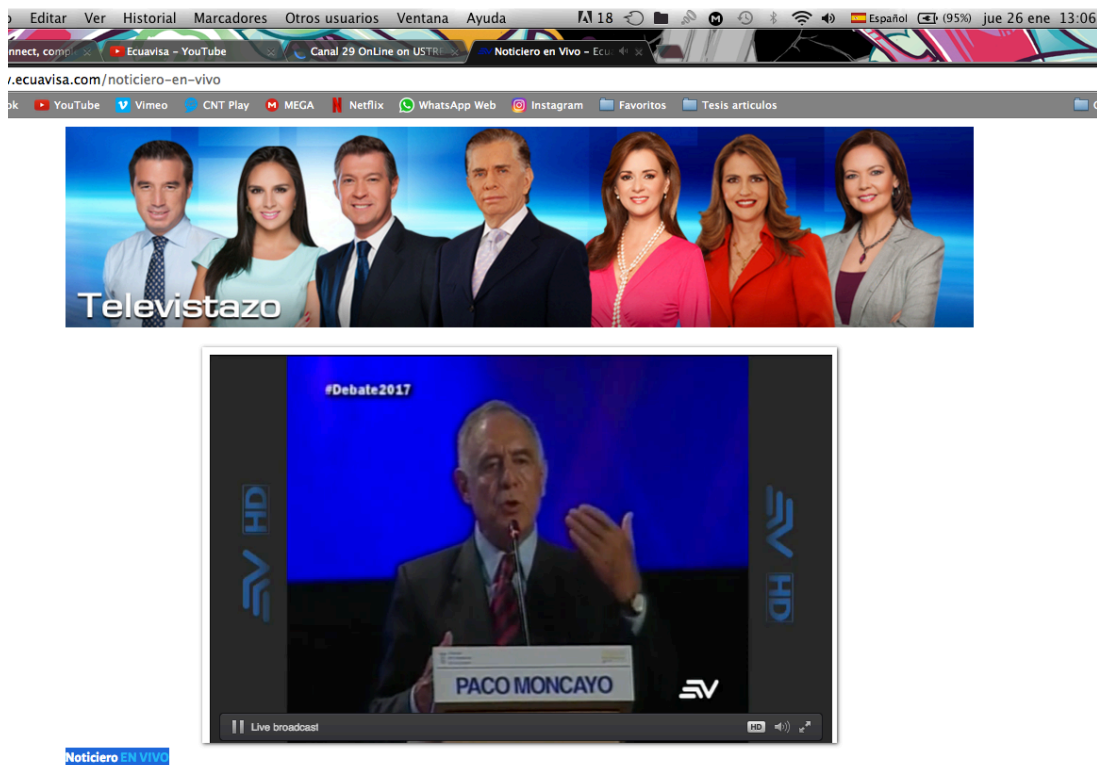 Editar Ver Historial Marcadores Otros usuarios Ventana Ayuda 18 Español (95%) jue 26 ene 13:06
Ecuavisa – YouTube Canal 29 OnLine on USTRE Noticiero en Vivo – Ecu
.ecuavisa.com/noticiero-en-vivo
YouTube Vimeo CNT Play MEGA Netflix WhatsApp Web Instagram Favoritos Tesis articulos
Televistazo
#Debate2017
HD
HD
PACO MONCAYO
Live broadcast HD
Noticiero EN VIVO